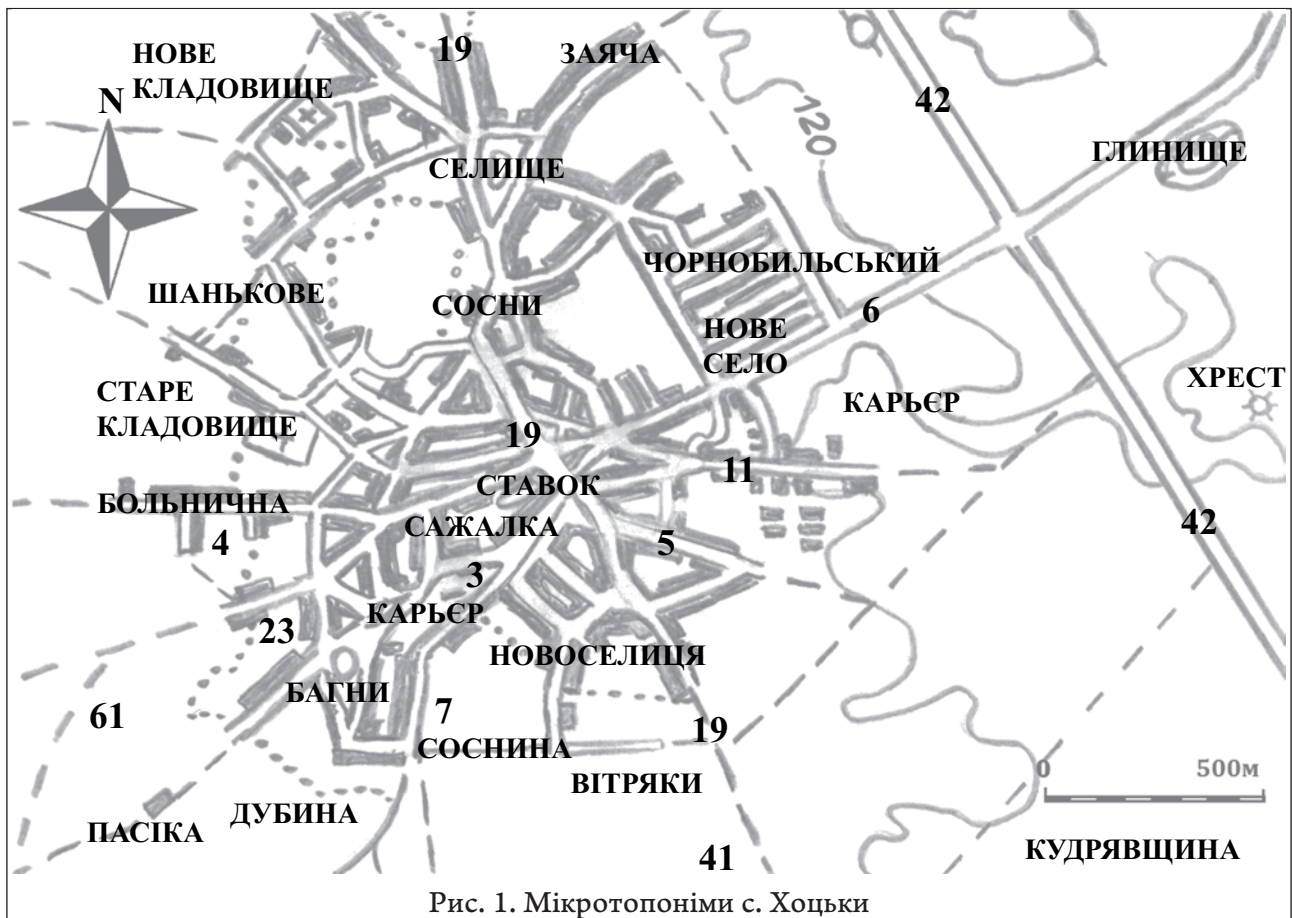 НОВЕ
КЛАДОВИЩЕ
19
ЗАЯЧА
N
42
120
ГЛИНИЩЕ
СЕЛИЩЕ
ЧОРНОБИЛЬСЬКИЙ
ШАНЬКОВЕ
СОСНИ
6
НОВЕ
СЕЛО
ХРЕСТ
СТАРЕ
КЛАДОВИЩЕ
КАРЬЄР
19
11
СТАВОК
БОЛЬНИЧНА
САЖАЛКА
42
4
5
3
КАРЬЄР
23
НОВОСЕЛИЦЯ
БАГНИ
61
7
19
СОСНИНА
ВІТРЯКИ
0
500м
ДУБИНА
ПАСІКА
41
КУДРЯВЩИНА
Рис. 1. Мікротопоніми с. Хоцьки